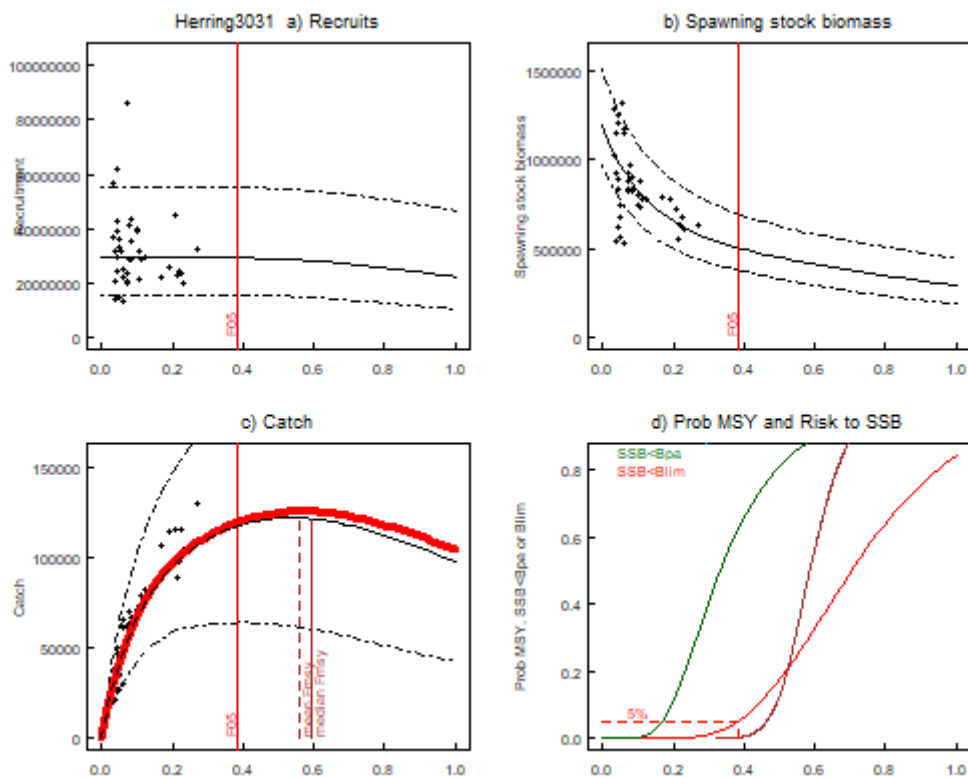 Herring3031 a) Recruits
b) Spawning stock biomass
Recruitment
100000000
80000000
60000000
40000000
20000000
0
F05
0.0 0.2 0.4 0.6 0.8 1.0
Spawning stock biomass
1500000
1000000
500000
0
F05
0.0 0.2 0.4 0.6 0.8 1.0
c) Catch
d) Prob MSY and Risk to SSB
Catch
150000
100000
50000
0
F05
mean Fmsy
median Fmsy
0.0 0.2 0.4 0.6 0.8 1.0
Prob MSY, SSB<Bpa or Blim
0.8
0.6
0.4
0.2
0.0
SSB<Bpa
SSB<Blim
5%
0.0 0.2 0.4 0.6 0.8 1.0